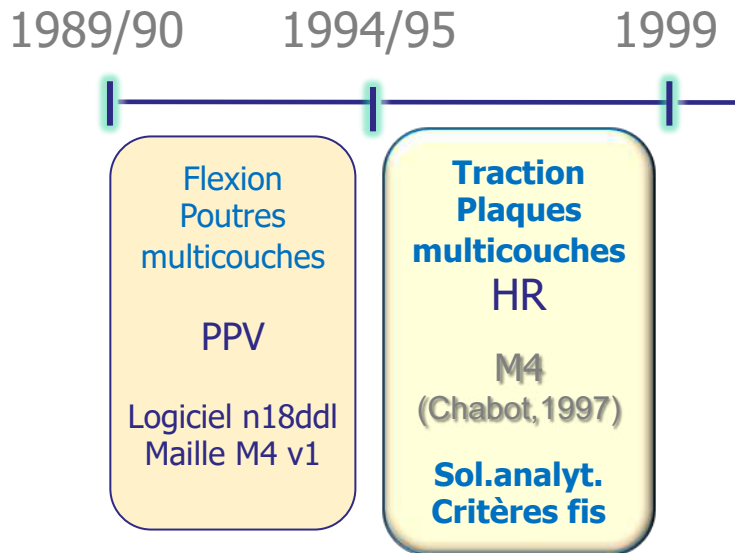 1989/90
1994/95
1999
Flexion
Poutres
multicouches
PPV
Logiciel n18ddl
Maille M4 v1
Traction
Plaques
multicouches
HR
M4
(Chabot,1997)
Sol.analyt.
Critères fis